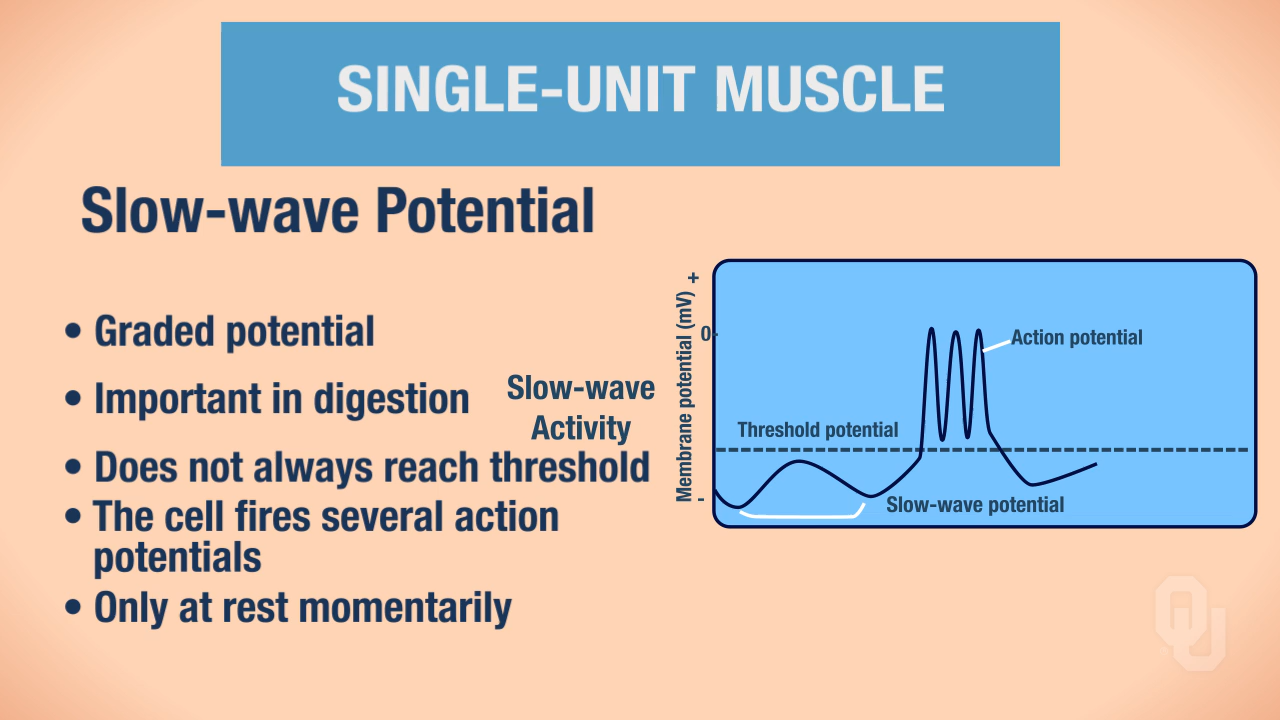 SINGLE-UNIT MUSCLE
Slow-wave Potential
• Graded potential
• Important in digestion
• Does not always reach threshold
• The cell fires several action
potentials
• Only at rest momentarily
Slow-wave
Activity
Membrane potential (mV)
+
0
-
Action potential
Threshold potential
Slow-wave potential
OU